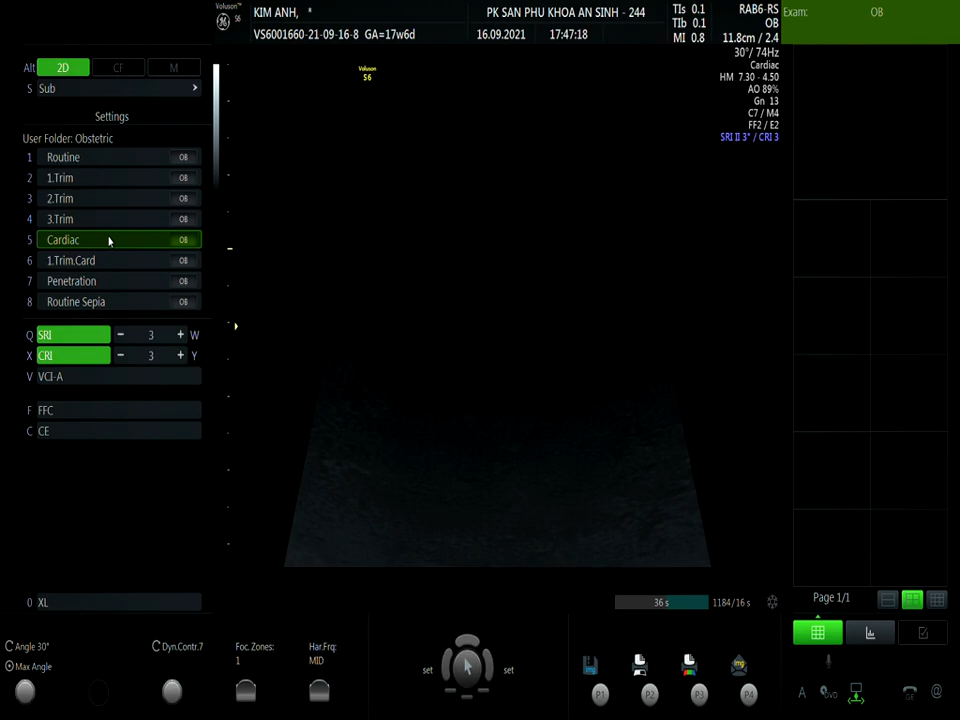 Voluson™
S6
KIM ANH, *
PK SAN PHU KHOA AN SINH - 244
VS6001660-21-09-16-8 GA=17w6d
16.09.2021
17:47:18
TIs 0.1
TIb 0.1
MI 0.8
RAB6-RS
OB
11.8cm / 2.4
30°/ 74Hz
Cardiac
HM 7.30 - 4.50
AO 89%
Gn 13
C7 / M4
FF2 / E2
SRI II 3° / CRI 3
Exam: OB
Voluson
S6
Alt 2D CF M
S Sub
Settings
User Folder: Obstetric
1 Routine OB
2 1.Trim OB
3 2.Trim OB
4 3.Trim OB
5 Cardiac OB
6 1.Trim.Card OB
7 Penetration OB
8 Routine Sepia OB
Q SRI - 3 + W
X CRI - 3 + Y
V VCI-A
F FFC
C CE
0 XL
36 s
1184/16 s
Page 1/1
Angle 30°
Max Angle
Dyn.Contr.7
Foc. Zones:
1
Har.Frq:
MID
set
set
Img
P1
P2
P3
P4
A
DVD
GE
@